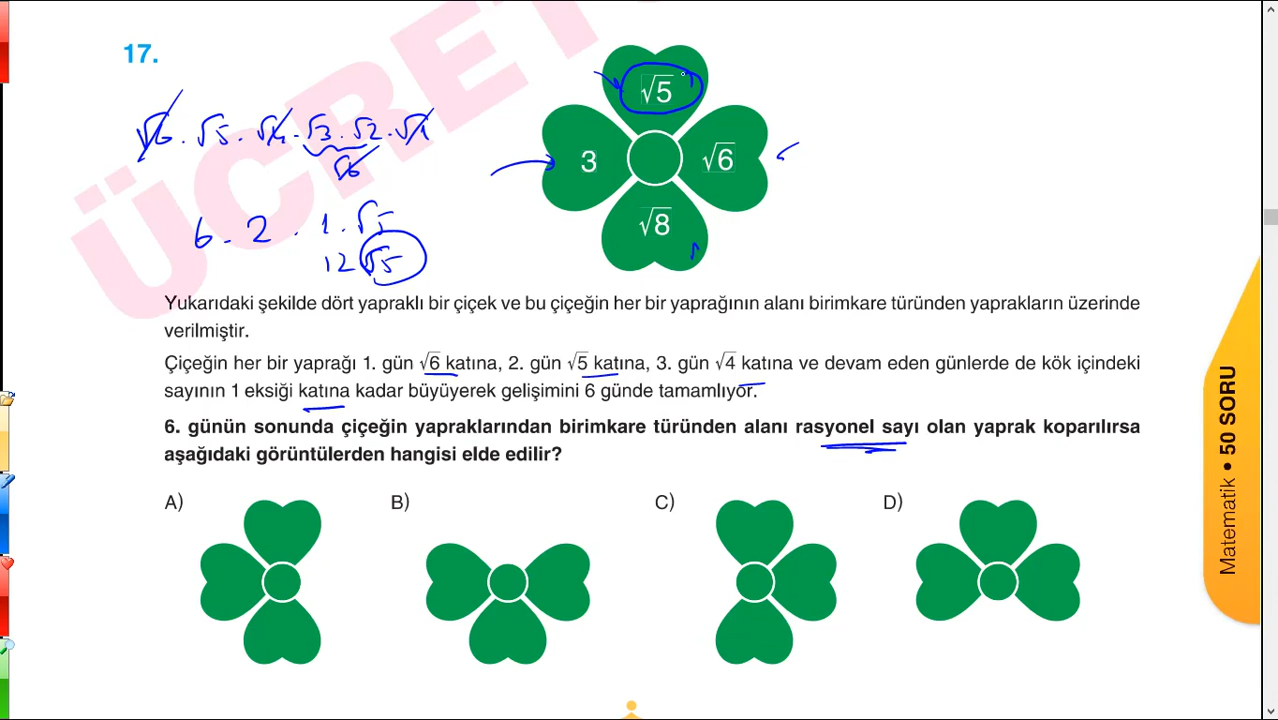 ÜCRET
17.
√5
3
√6
√8
√6 . √5 . √4 . √3 . √2 . √1
√6
6 . 2 . 1 . √5
12 √5
Yukarıdaki şekilde dört yapraklı bir çiçek ve bu çiçeğin her bir yaprağının alanı birimkare türünden yaprakların üzerinde
verilmiştir.
Çiçeğin her bir yaprağı 1. gün √6 katına, 2. gün √5 katına, 3. gün √4 katına ve devam eden günlerde de kök içindeki
sayının 1 eksiği katına kadar büyüyerek gelişimini 6 günde tamamlıyor.
6. günün sonunda çiçeğin yapraklarından birimkare türünden alanı rasyonel sayı olan yaprak koparılırsa
aşağıdaki görüntülerden hangisi elde edilir?
A)
B)
C)
D)
Matematik • 50 SORU